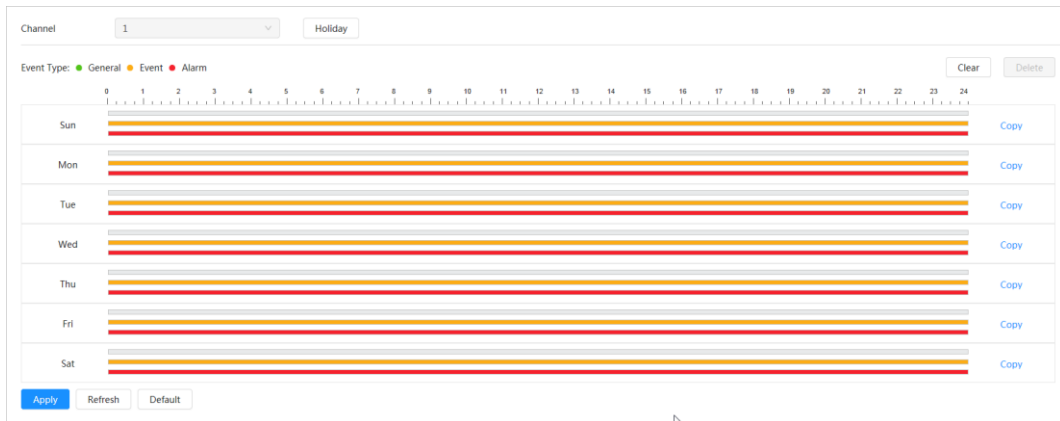 Channel 1 Holiday
Event Type: General Event Alarm Clear Delete
0 1 2 3 4 5 6 7 8 9 10 11 12 13 14 15 16 17 18 19 20 21 22 23 24
Sun Copy
Mon Copy
Tue Copy
Wed Copy
Thu Copy
Fri Copy
Sat Copy
Apply Refresh Default